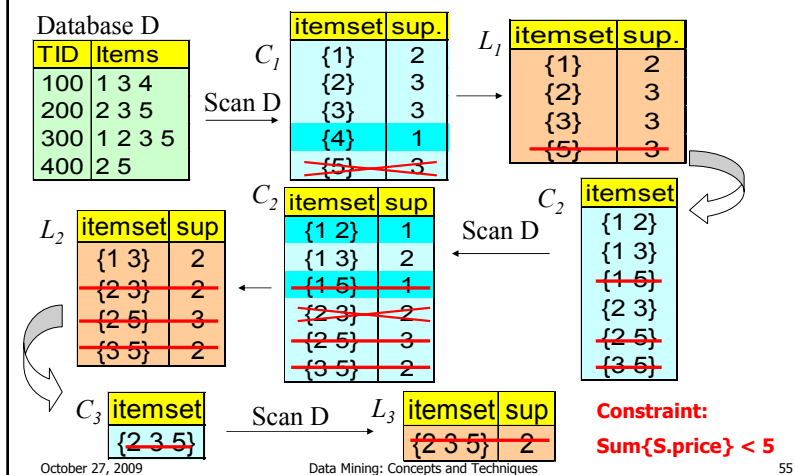 Database D
TID Items
100 1 3 4
200 2 3 5
300 1 2 3 5
400 2 5
Scan D
C1
itemset sup.
{1} 2
{2} 3
{3} 3
{4} 1
{5} 3
L1
itemset sup.
{1} 2
{2} 3
{3} 3
{5} 3
C2
itemset
{1 2}
{1 3}
{1 5}
{2 3}
{2 5}
{3 5}
Scan D
C2
itemset sup
{1 2} 1
{1 3} 2
{1 5} 1
{2 3} 2
{2 5} 3
{3 5} 2
L2
itemset sup
{1 3} 2
{2 3} 2
{2 5} 3
{3 5} 2
C3
itemset
{2 3 5}
Scan D
L3
itemset sup
{2 3 5} 2
Constraint:
Sum{S.price} < 5
October 27, 2009
Data Mining: Concepts and Techniques
55